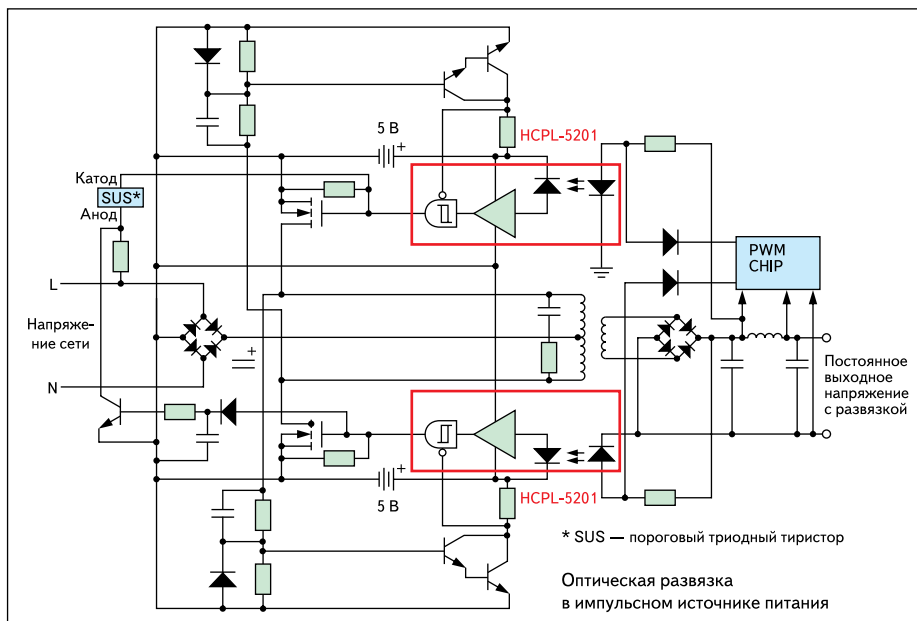 5 В
+
HCPL-5201
Катод
SUS*
Анод
PWM
CHIP
L
Напряже-
ние сети
+
N
Постоянное
выходное
напряжение
с развязкой
+
5 В
HCPL-5201
* SUS — пороговый триодный тиристор
Оптическая развязка
в импульсном источнике питания